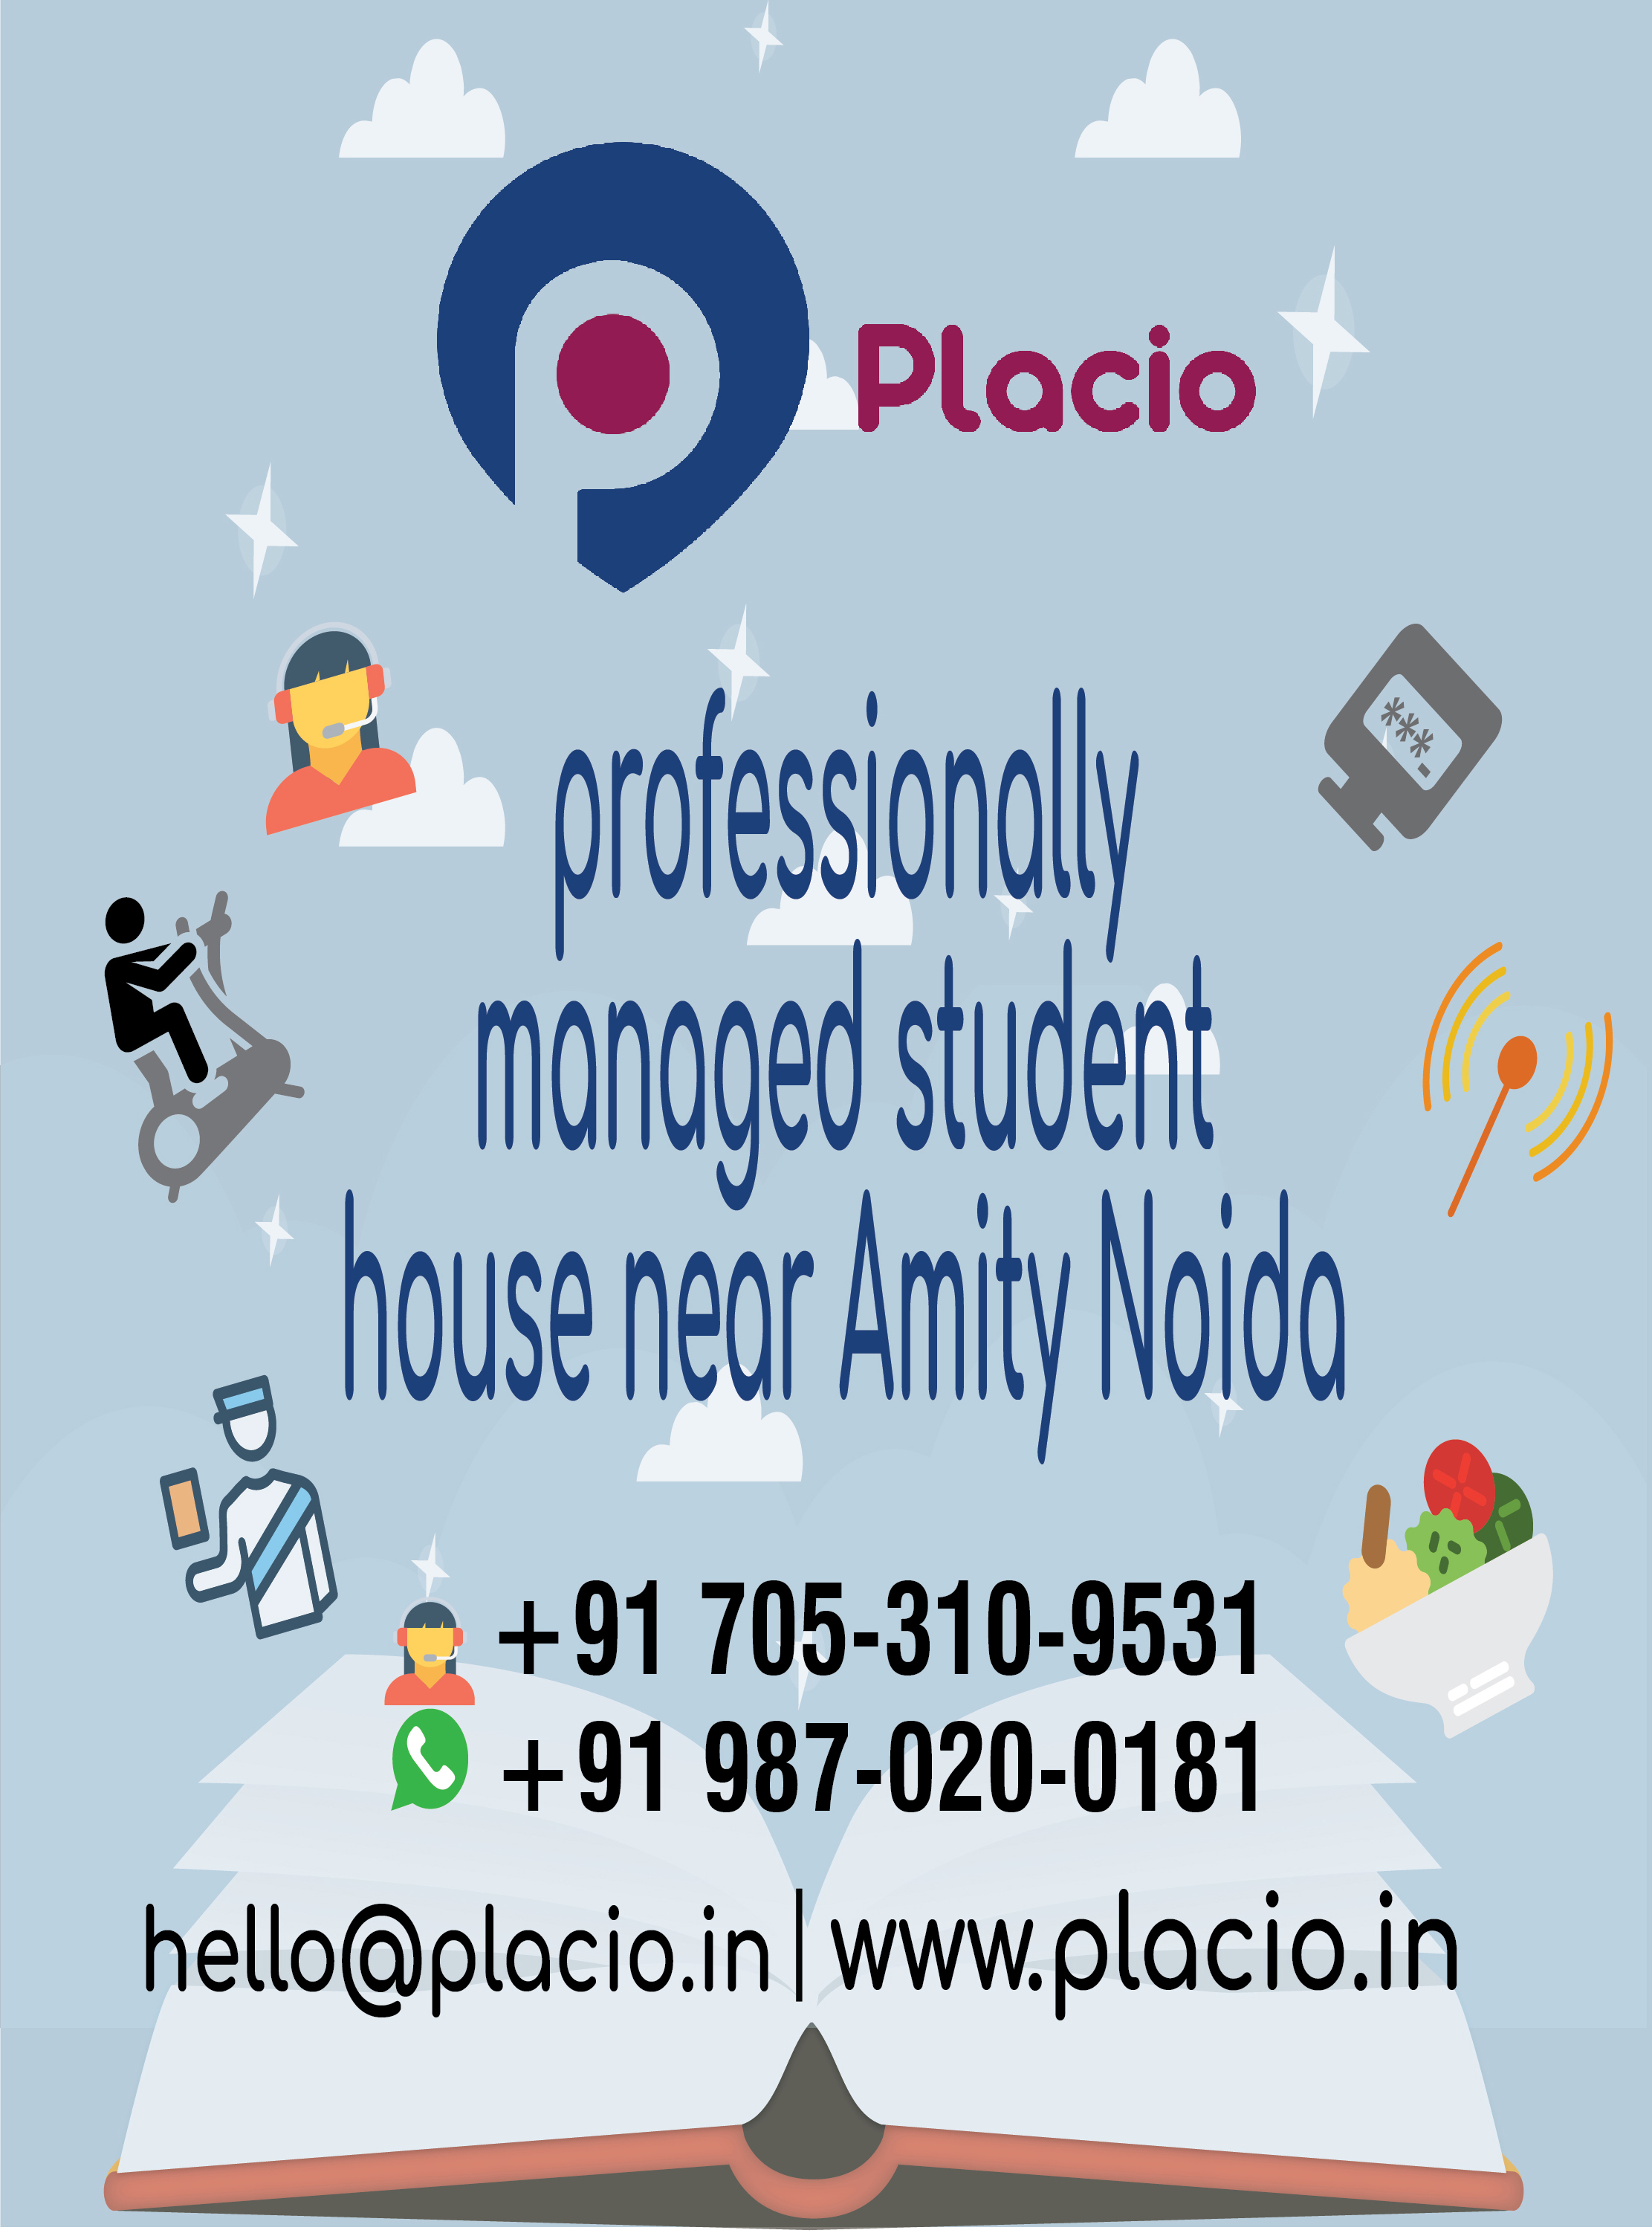 Placio
professionally
managed student
house near Amity Noida
+91 705-310-9531
+91 987-020-0181
hello@placio.in|www.placio.in